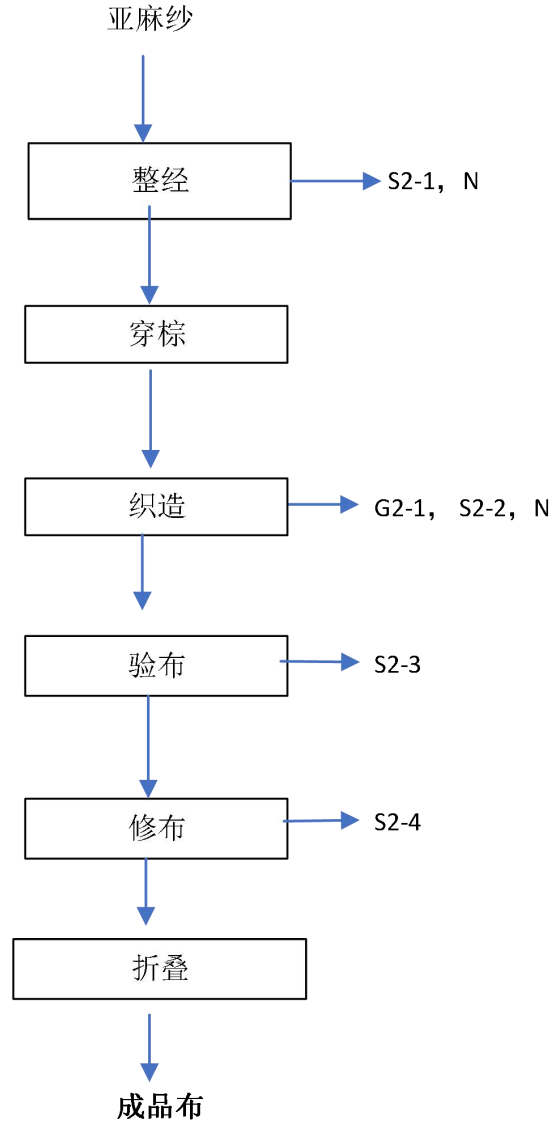 亚麻纱
整经
S2-1，N
穿棕
织造
G2-1， S2-2，N
验布
S2-3
修布
S2-4
折叠
成品布